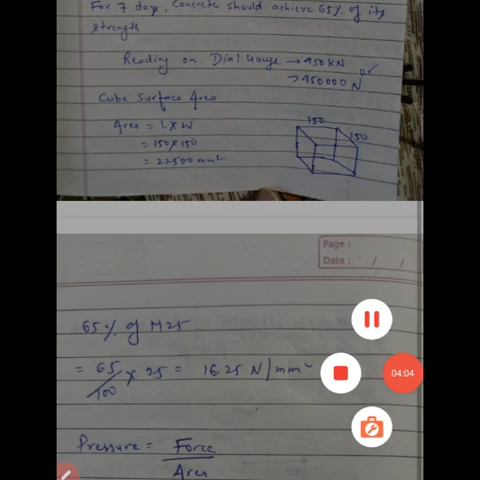 For 7 days, Concrete should achieve 65% of its
strength
Reading on Dial Gauge → 450 kN
or
→ 450000 N
Cube Surface Area
Area = L x W
= 150 x 150
= 22500 mm²
150
150
Page :
Date : / /
65% of M25
= 65/100 x 25 = 16.25 N/mm²
04:04
Pressure = Force
Area